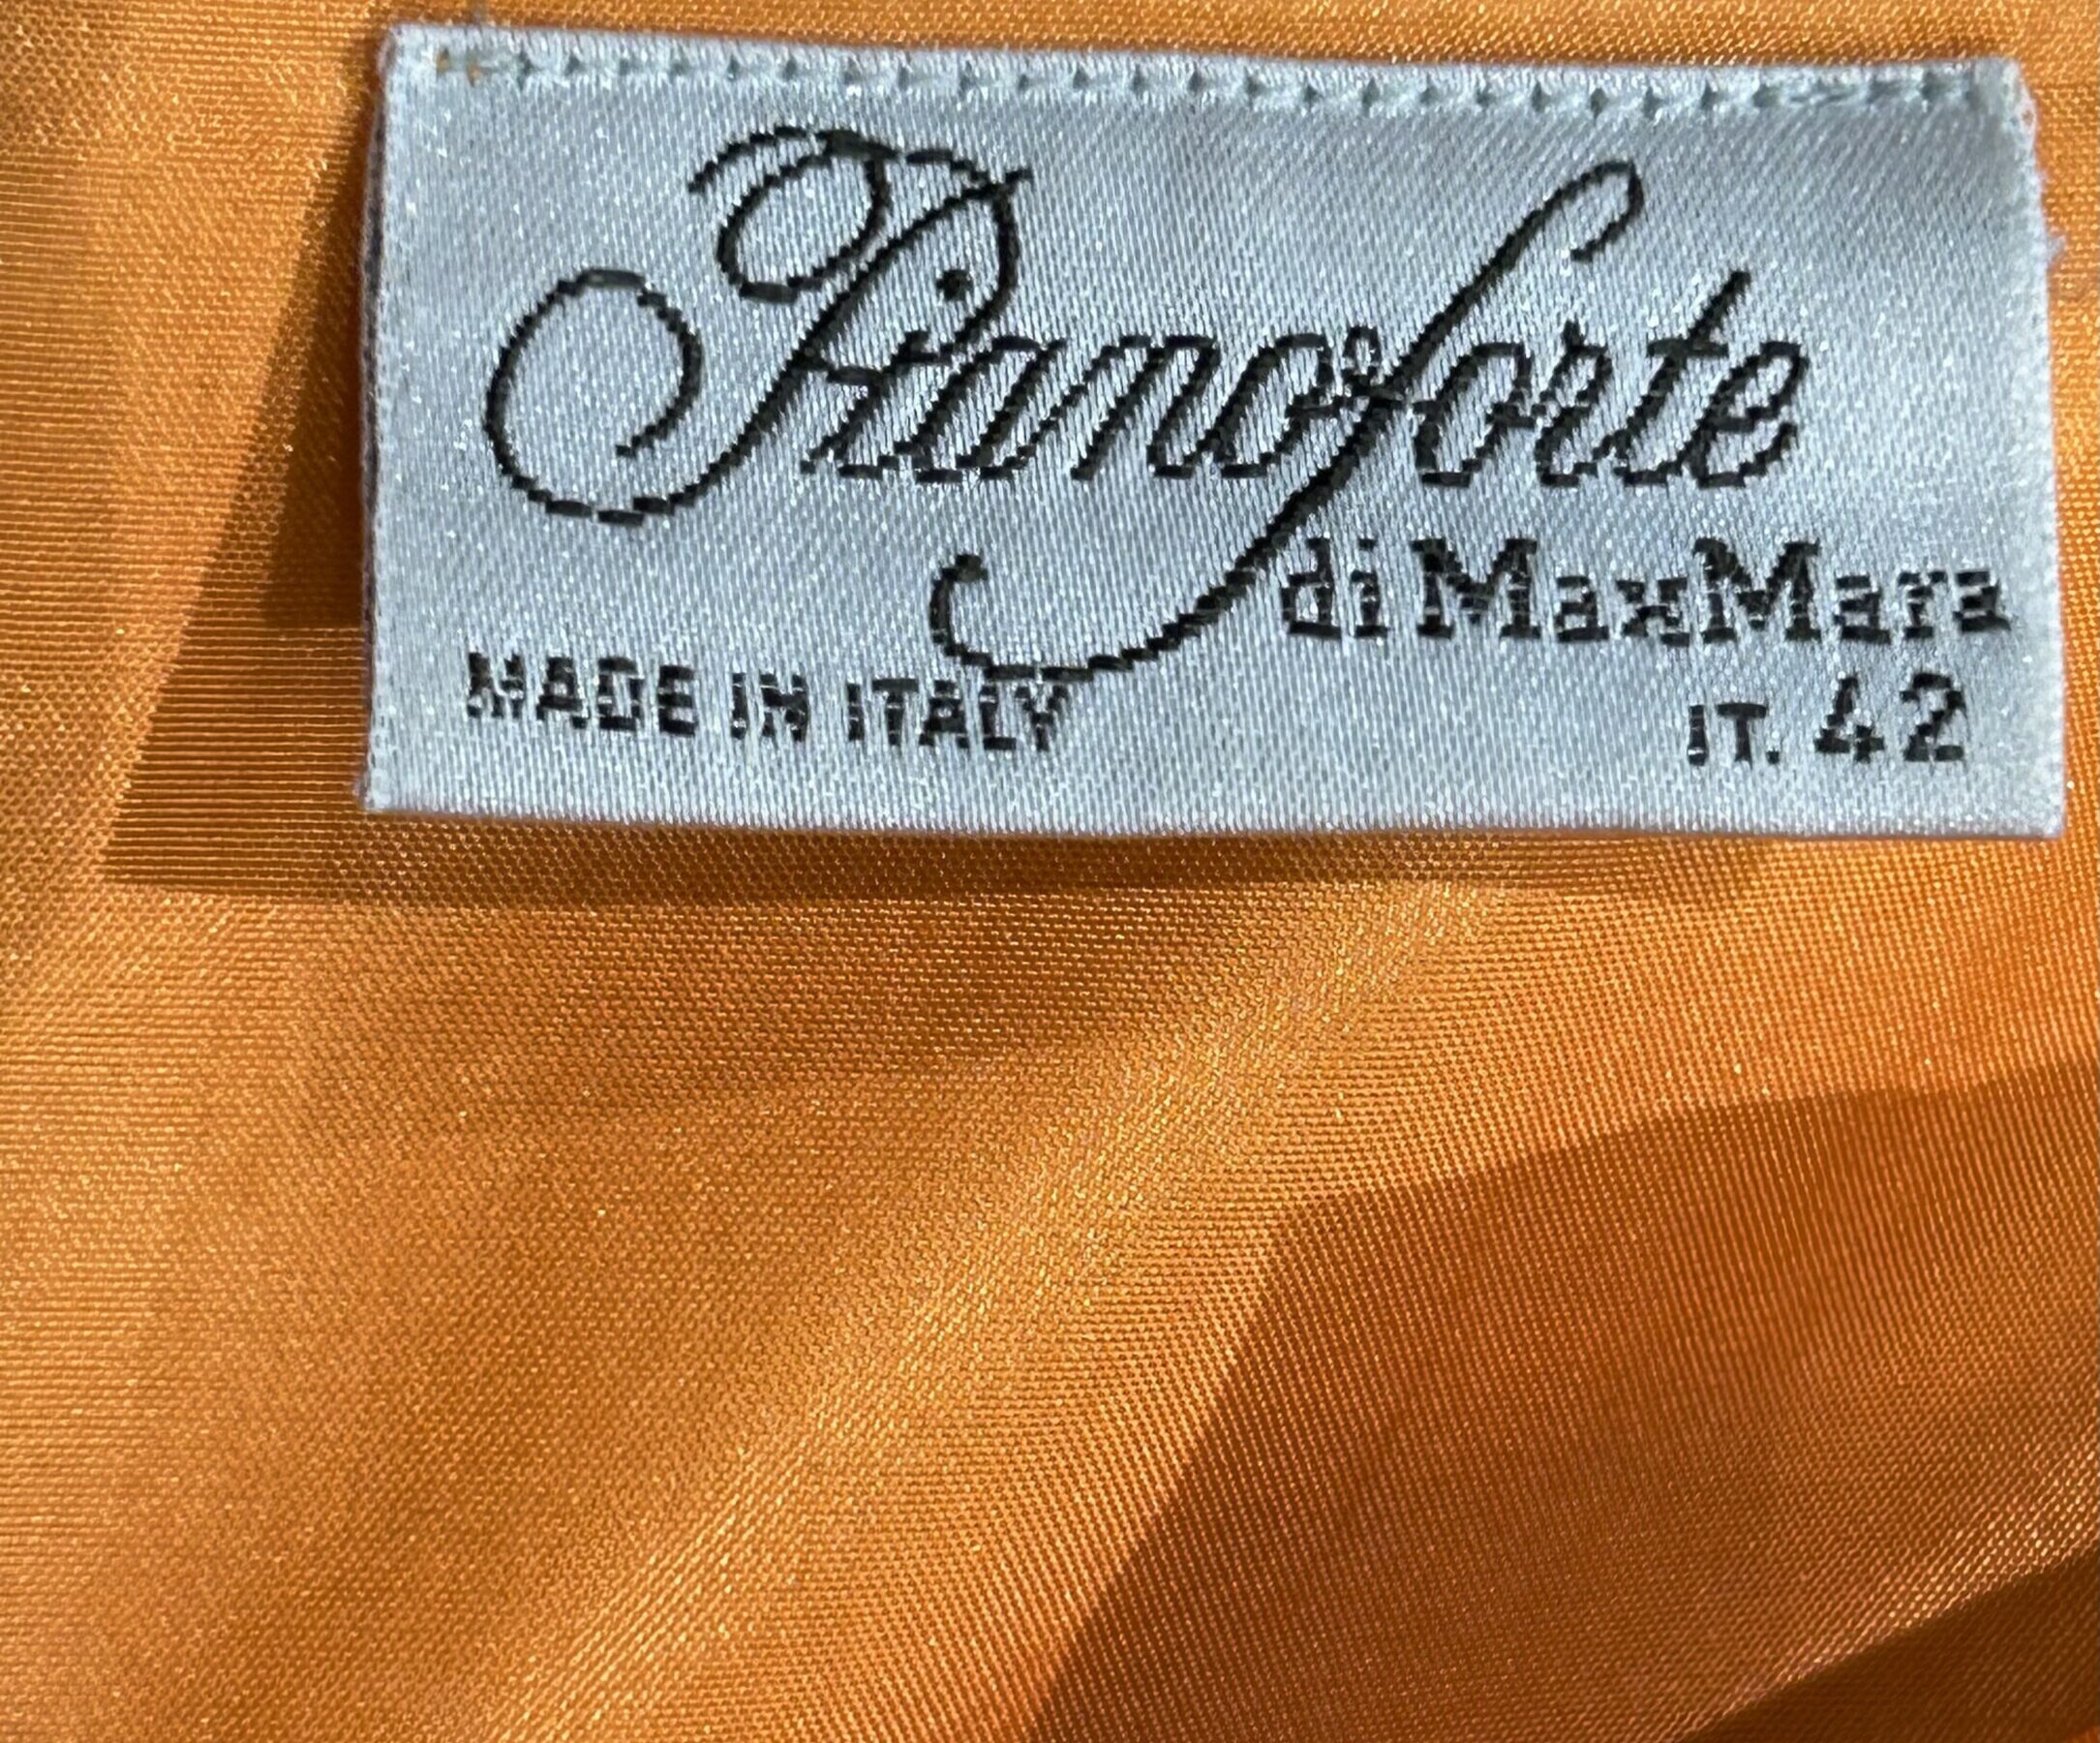 Pianoforte
di MaxMara
MADE IN ITALY
IT. 42